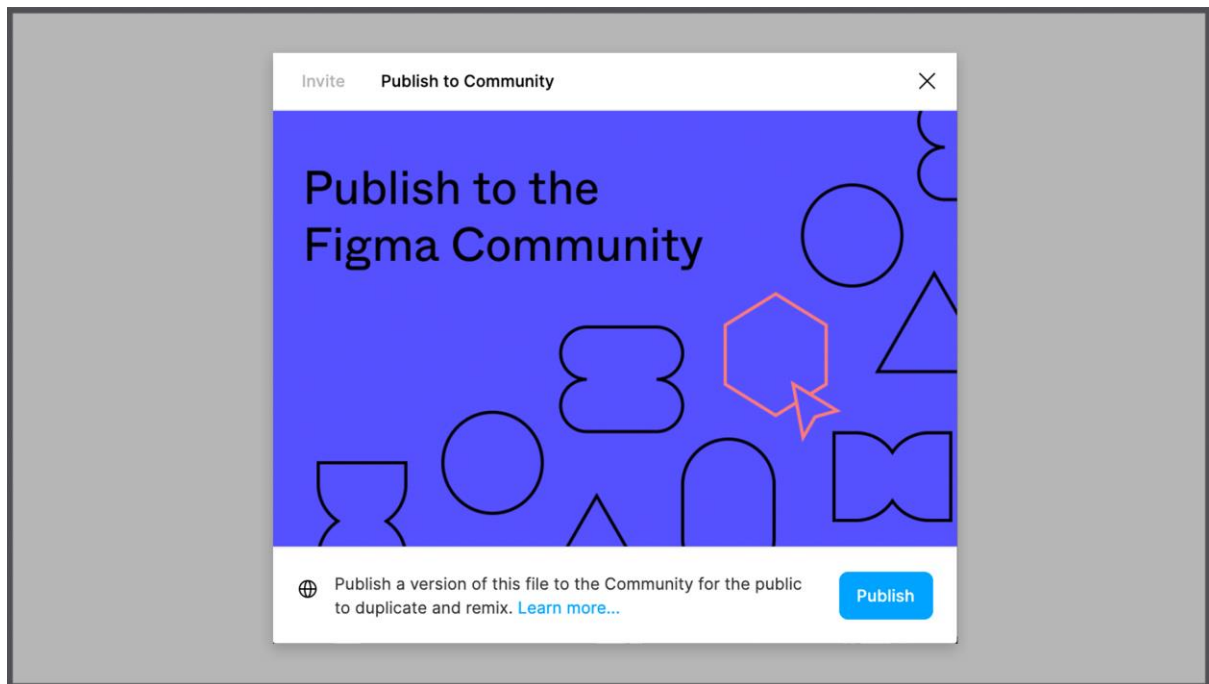 Invite Publish to Community
Publish to the
Figma Community
Publish a version of this file to the Community for the public
to duplicate and remix. Learn more...
Publish